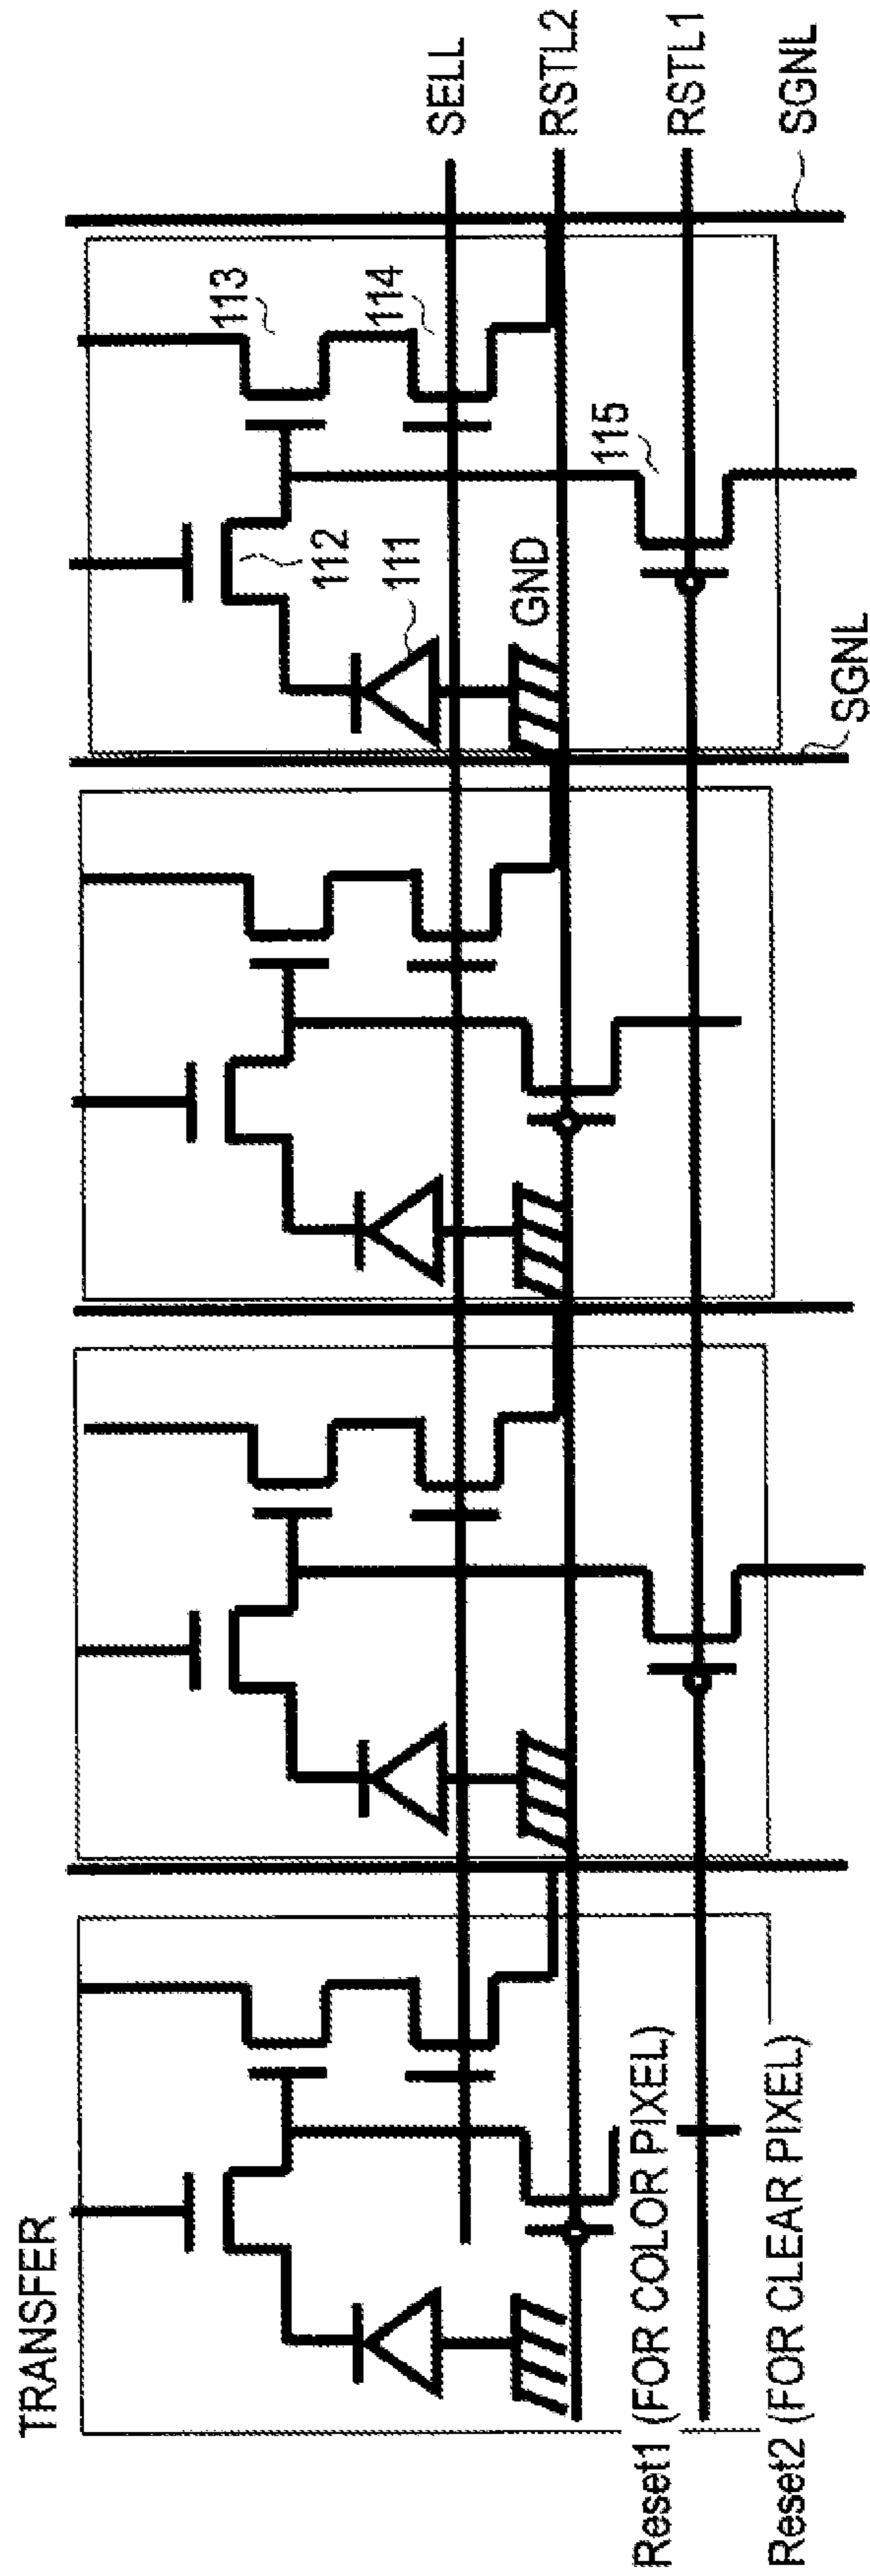 TRANSFER
Reset1 (FOR COLOR PIXEL)
Reset2 (FOR CLEAR PIXEL)
SELL
RSTL2
RSTL1
SGNL
SGNL
GND
111
112
113
114
115